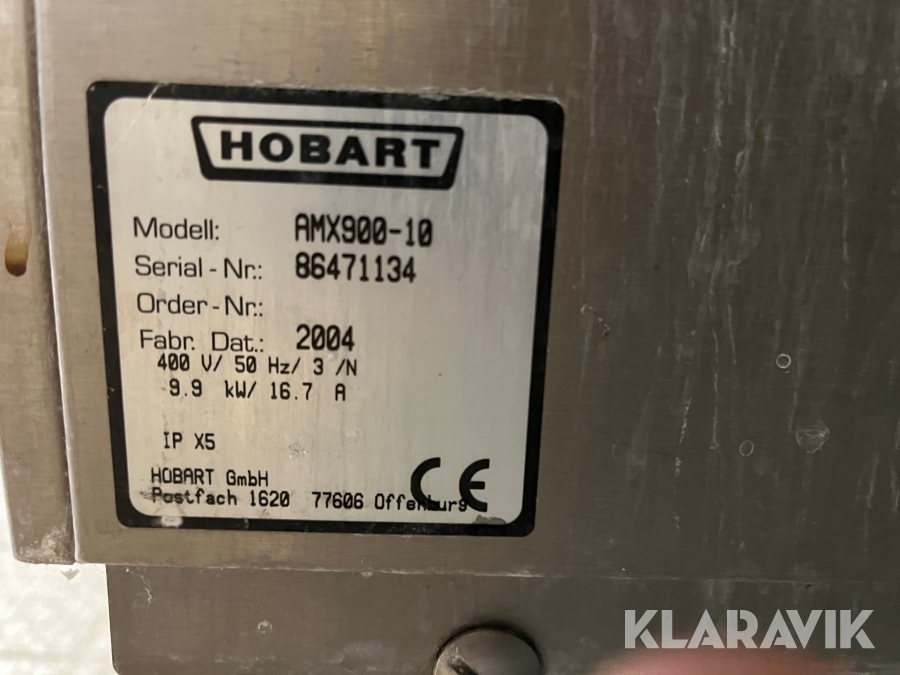 HOBART
Modell: AMX900-10
Serial-Nr.: 86471134
Order-Nr.:
Fabr. Dat.: 2004
400 V/ 50 Hz/ 3 /N
9.9 kW/ 16.7 A
IP X5
HOBART GmbH
Postfach 1620 77606 Offenburg
CE
KLARAVIK